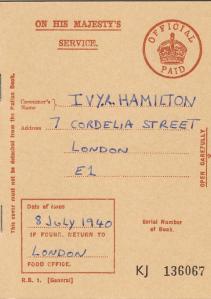 ON HIS MAJESTY'S
SERVICE.
OFFICIAL
PAID
This cover must not be detached from the Ration Book.
Consumer's
Name
IVY R. HAMILTON
Address
7 CORDELIA STREET
LONDON
E1
OPEN CAREFULLY
Date of issue
8 JULY 1940
IF FOUND, RETURN TO
LONDON
FOOD OFFICE.
Serial Number
of Book.
R.B. 1. [General]
KJ 136067